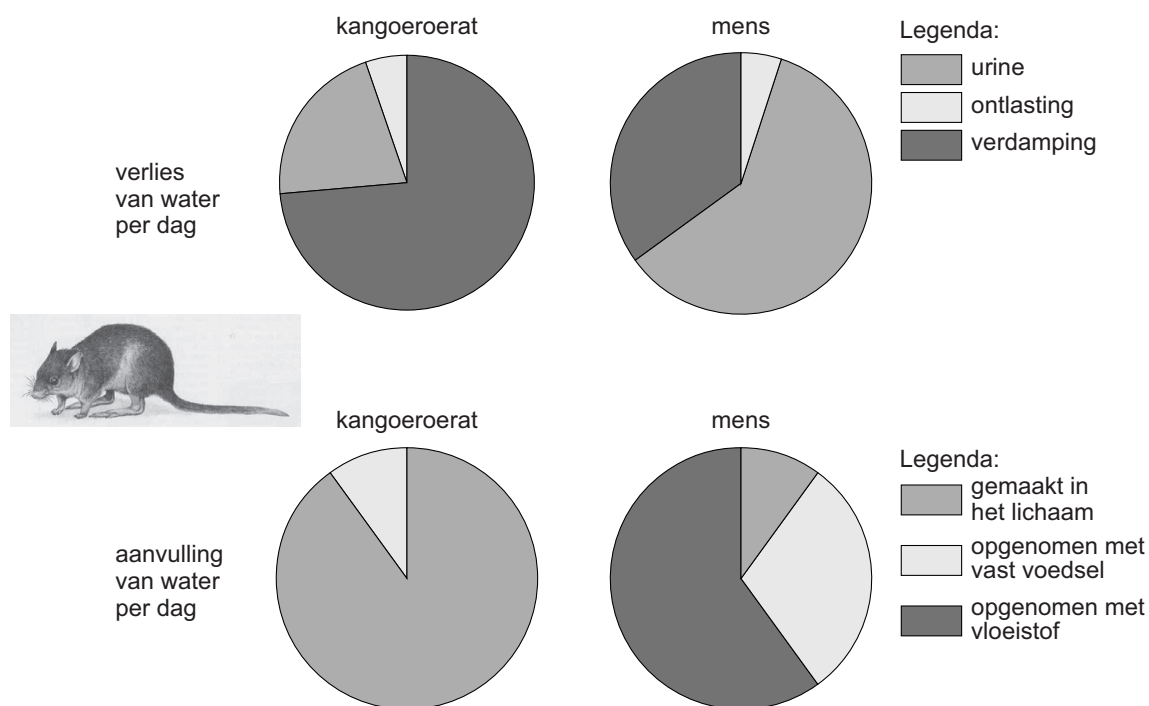 kangoeroerat
mens
Legenda:
urine
ontlasting
verdamping
verlies
van water
per dag
kangoeroerat
mens
Legenda:
gemaakt in
het lichaam
opgenomen met
vast voedsel
opgenomen met
vloeistof
aanvulling
van water
per dag